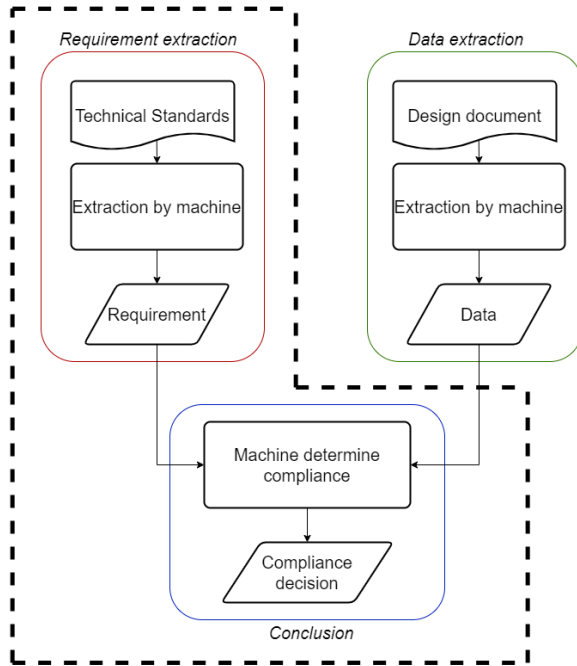 Requirement extraction
Technical Standards
Extraction by machine
Requirement
Data extraction
Design document
Extraction by machine
Data
Machine determine
compliance
Compliance
decision
Conclusion